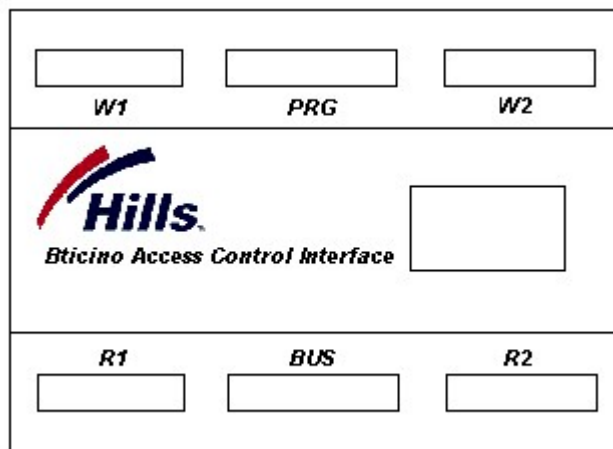 W1 PRG W2
Hills
Bticino Access Control Interface
R1 BUS R2